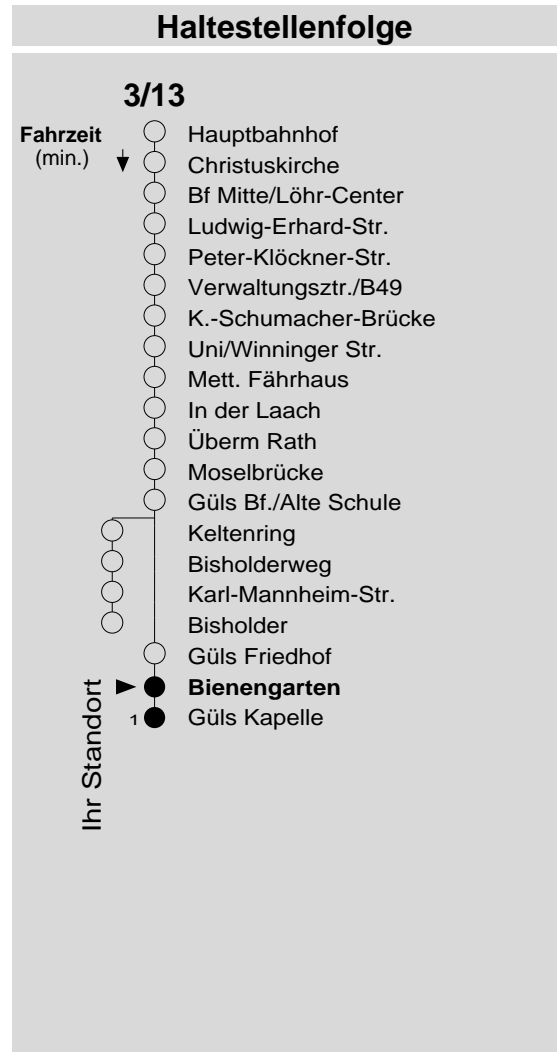 Haltestellenfolge
3/13
Fahrzeit
(min.)
Hauptbahnhof
Christuskirche
Bf Mitte/Löhr-Center
Ludwig-Erhard-Str.
Peter-Klöckner-Str.
Verwaltungsztr./B49
K.-Schumacher-Brücke
Uni/Winninger Str.
Mett. Fährhaus
In der Laach
Überm Rath
Moselbrücke
Güls Bf./Alte Schule
Keltenring
Bisholderweg
Karl-Mannheim-Str.
Bisholder
Güls Friedhof
Bienengarten
1 Güls Kapelle
Ihr Standort